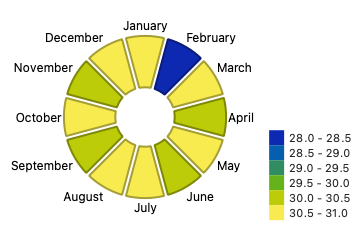 January
February
March
April
May
June
July
August
September
October
November
December
28.0 - 28.5
28.5 - 29.0
29.0 - 29.5
29.5 - 30.0
30.0 - 30.5
30.5 - 31.0